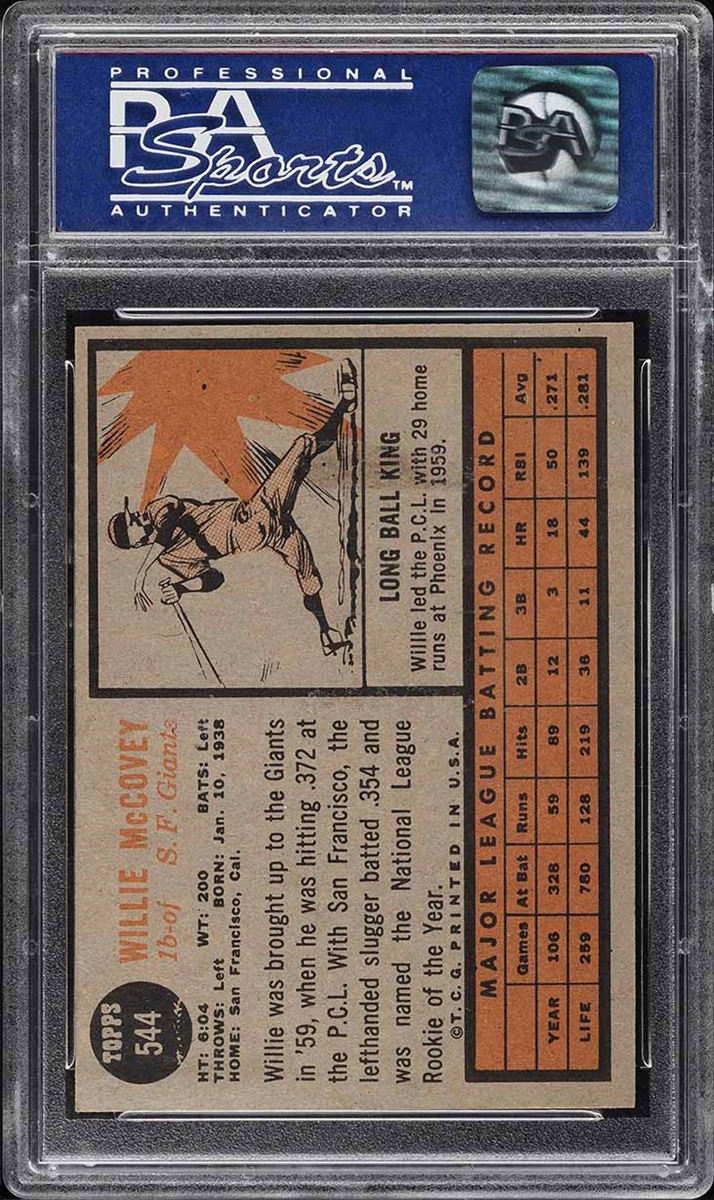 PROFESSIONAL
PSA
Sports™
AUTHENTICATOR
PSA
TOPPS
544
WILLIE McCOVEY
1b-of S. F. Giants
HT: 6:04 WT: 200 BATS: Left
THROWS: Left BORN: Jan. 10, 1938
HOME: San Francisco, Cal.
Willie was brought up to the Giants
in '59, when he was hitting .372 at
the P.C.L. With San Francisco, the
lefthanded slugger batted .354 and
was named the National League
Rookie of the Year.
©T.C.G. PRINTED IN U.S.A.
LONG BALL KING
Willie led the P.C.L. with 29 home
runs at Phoenix in 1959.
MAJOR LEAGUE BATTING RECORD
Games At Bat Runs Hits 2B 3B HR RBI Avg
YEAR 106 328 59 89 12 3 18 50 .271
LIFE 259 780 128 219 36 11 44 139 .281